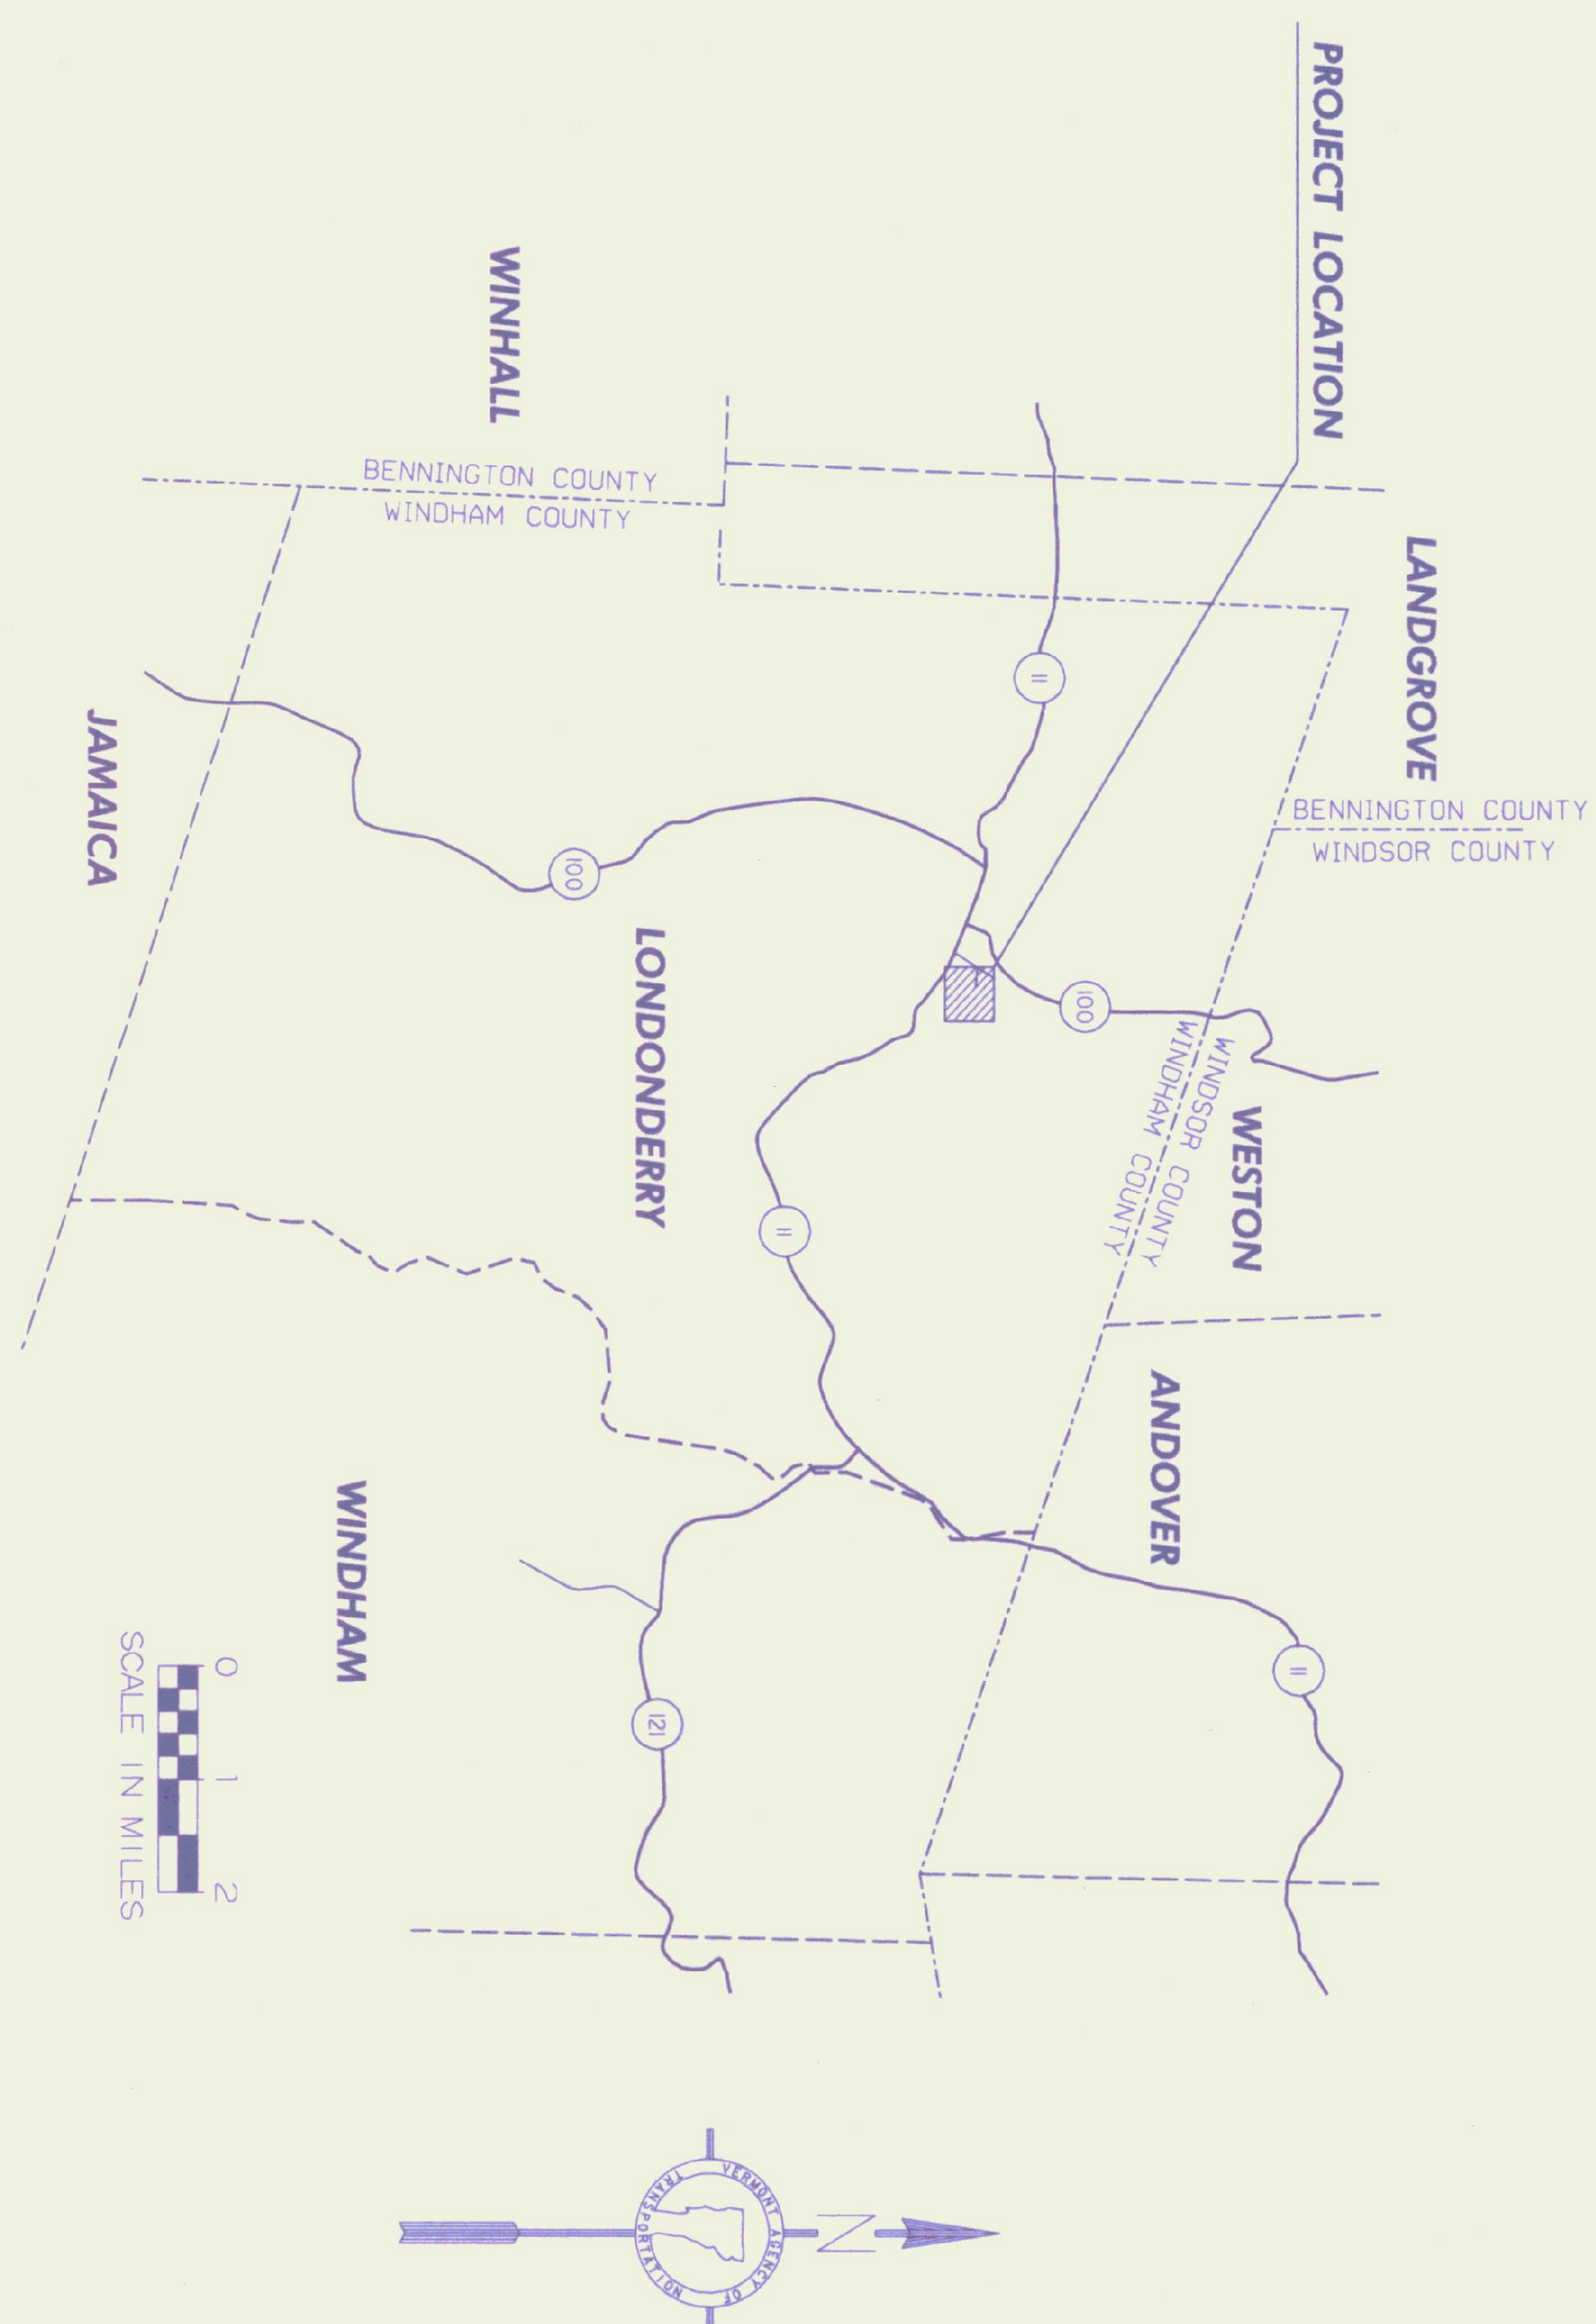 PROJECT LOCATION
LANDGROVE
BENNINGTON COUNTY
WINDSOR COUNTY
WESTON
WINDSOR COUNTY
WINDHAM COUNTY
ANDOVER
11
100
11
11
WINHALL
BENNINGTON COUNTY
WINDHAM COUNTY
100
LONDONDERRY
121
JAMAICA
WINDHAM
0 1 2
SCALE IN MILES
N
VERMONT AGENCY OF
TRANSPORTATION